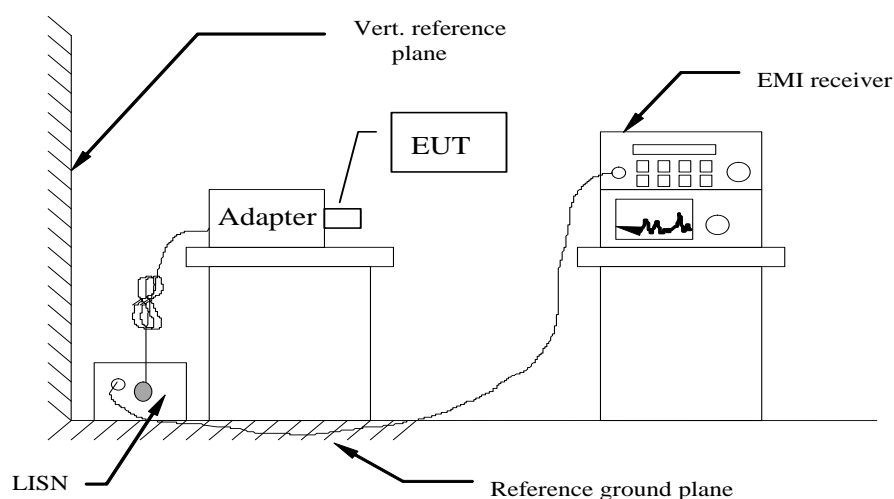 Vert. reference
plane
EMI receiver
EUT
Adapter
LISN
Reference ground plane